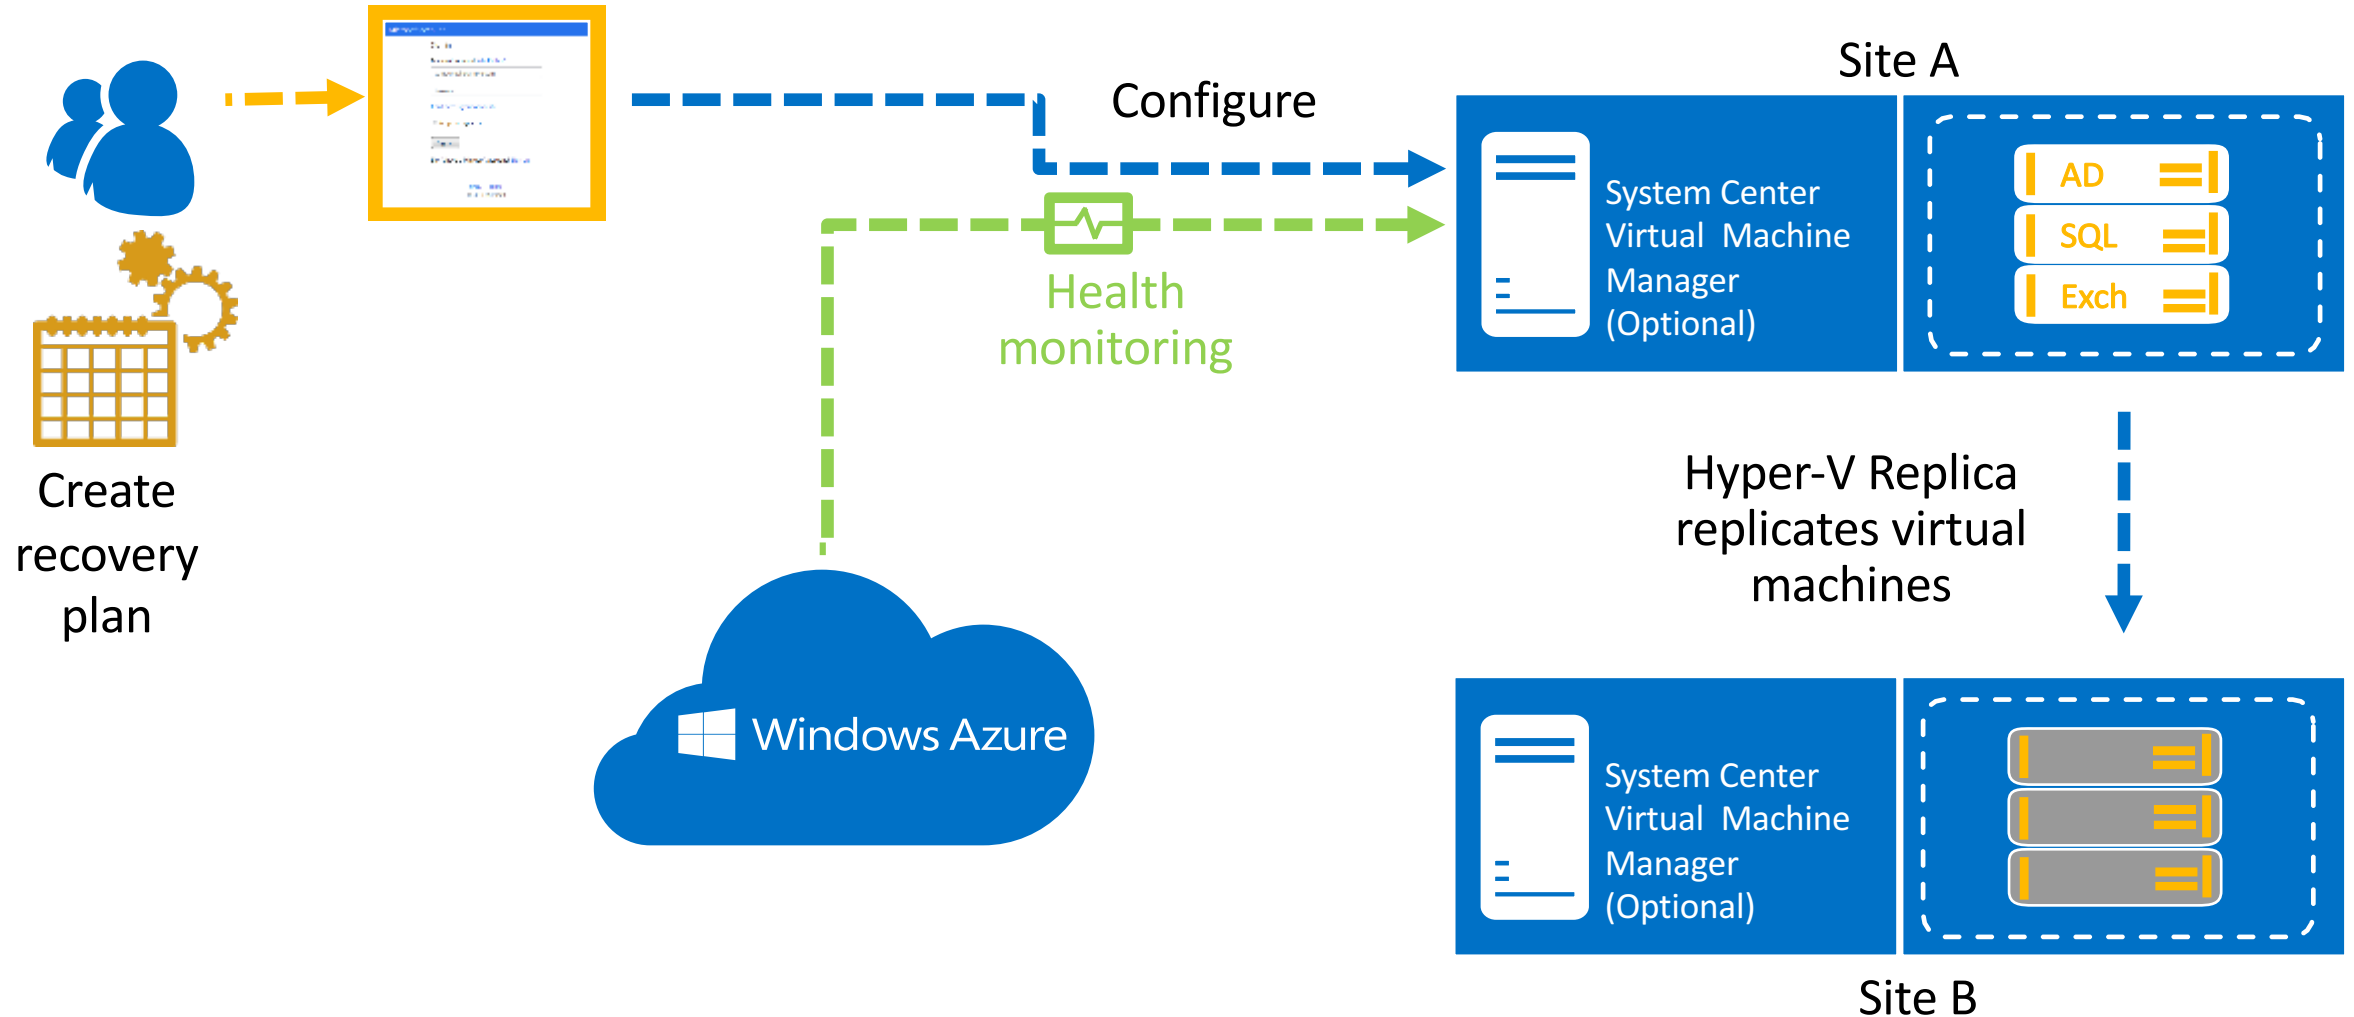 Create
recovery
plan
Configure
Health
monitoring
Windows Azure
Site A
System Center
Virtual Machine
Manager
(Optional)
AD
SQL
Exch
Hyper-V Replica
replicates virtual
machines
System Center
Virtual Machine
Manager
(Optional)
Site B